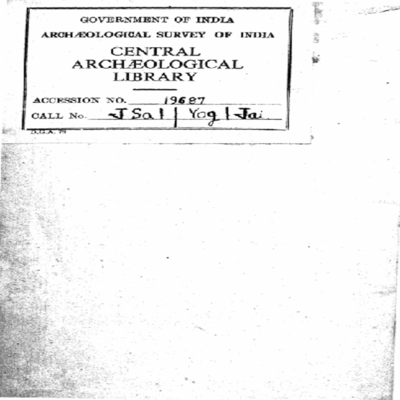 GOVERNMENT OF INDIA
ARCHÆOLOGICAL SURVEY OF INDIA
CENTRAL
ARCHÆOLOGICAL
LIBRARY
ACCESSION NO. 19687
CALL No. JSa1/Yog/Jai
D.G.A. 79